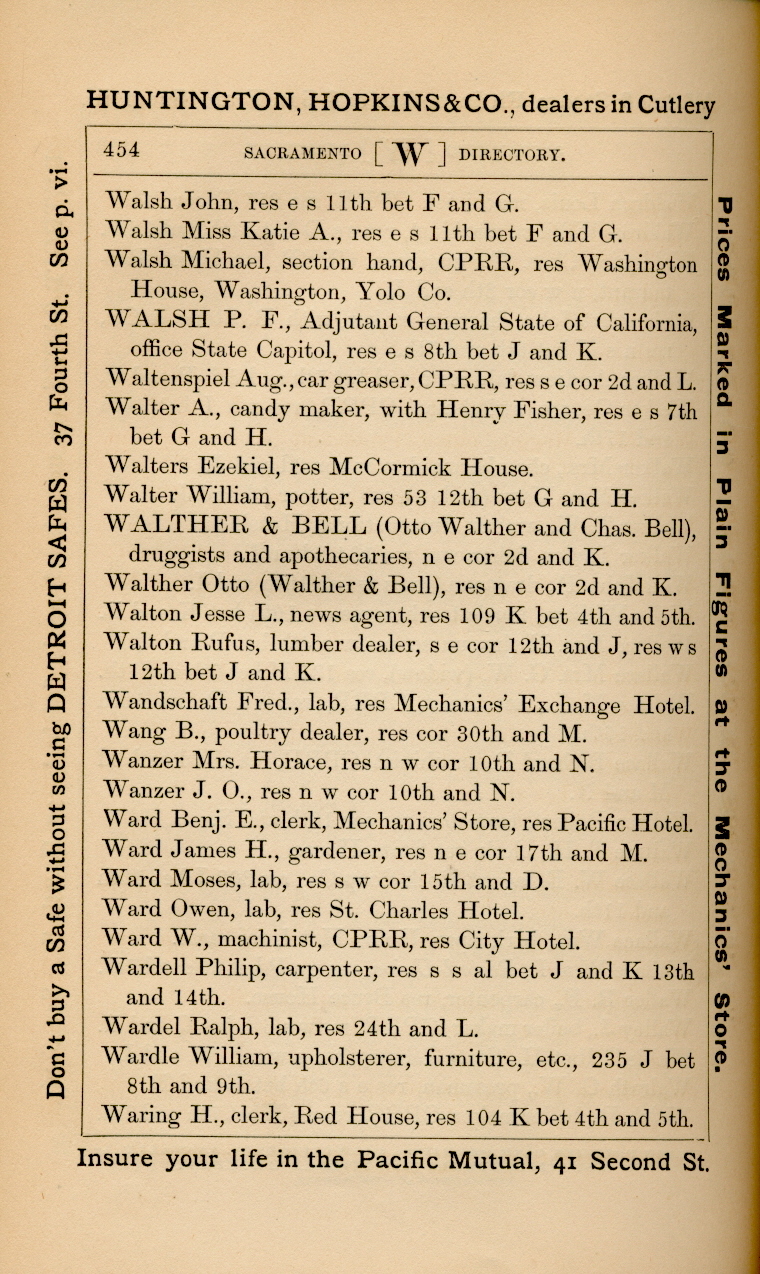 HUNTINGTON, HOPKINS & CO., dealers in Cutlery
454 SACRAMENTO [ W ] DIRECTORY.
Walsh John, res e s 11th bet F and G.
Walsh Miss Katie A., res e s 11th bet F and G.
Walsh Michael, section hand, CPRR, res Washington
House, Washington, Yolo Co.
WALSH P. F., Adjutant General State of California,
office State Capitol, res e s 8th bet J and K.
Waltenspiel Aug., car greaser, CPRR, res s e cor 2d and L.
Walter A., candy maker, with Henry Fisher, res e s 7th
bet G and H.
Walters Ezekiel, res McCormick House.
Walter William, potter, res 53 12th bet G and H.
WALTHER & BELL (Otto Walther and Chas. Bell),
druggists and apothecaries, n e cor 2d and K.
Walther Otto (Walther & Bell), res n e cor 2d and K.
Walton Jesse L., news agent, res 109 K bet 4th and 5th.
Walton Rufus, lumber dealer, s e cor 12th and J, res w s
12th bet J and K.
Wandschaft Fred., lab, res Mechanics' Exchange Hotel.
Wang B., poultry dealer, res cor 30th and M.
Wanzer Mrs. Horace, res n w cor 10th and N.
Wanzer J. O., res n w cor 10th and N.
Ward Benj. E., clerk, Mechanics' Store, res Pacific Hotel.
Ward James H., gardener, res n e cor 17th and M.
Ward Moses, lab, res s w cor 15th and D.
Ward Owen, lab, res St. Charles Hotel.
Ward W., machinist, CPRR, res City Hotel.
Wardell Philip, carpenter, res s s al bet J and K 13th
and 14th.
Wardel Ralph, lab, res 24th and L.
Wardle William, upholsterer, furniture, etc., 235 J bet
8th and 9th.
Waring H., clerk, Red House, res 104 K bet 4th and 5th.
Insure your life in the Pacific Mutual, 41 Second St.
Don't buy a Safe without seeing DETROIT SAFES. 37 Fourth St. See p. vi.
Prices Marked in Plain Figures at the Mechanics' Store.